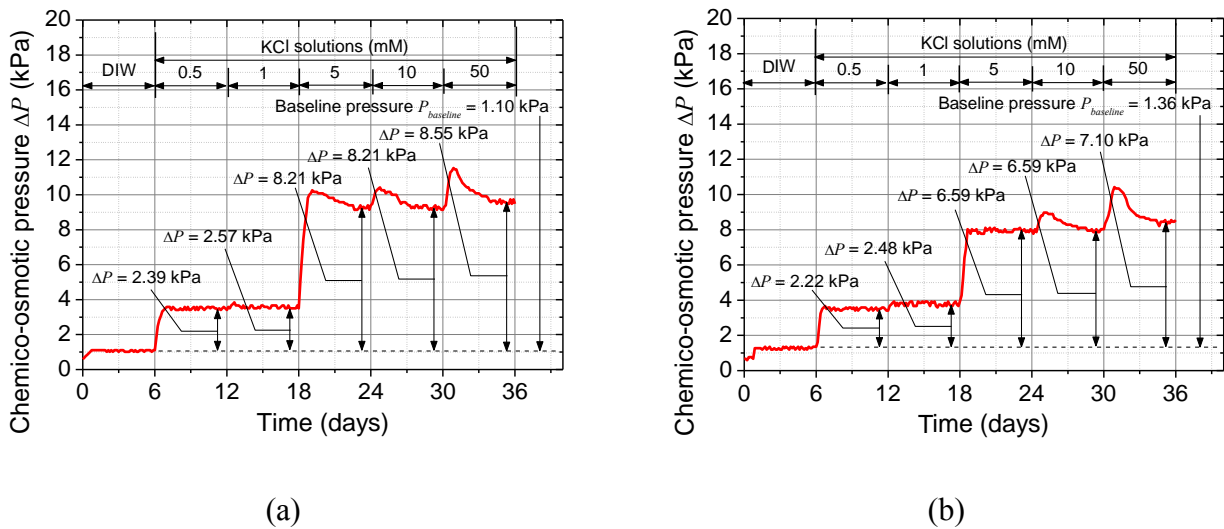 (a)
Chemico-osmotic pressure ΔP (kPa)
20
18
16
14
12
10
8
6
4
2
0
KCl solutions (mM)
DIW 0.5 1 5 10 50
Baseline pressure P_baseline = 1.10 kPa
ΔP = 8.55 kPa
ΔP = 8.21 kPa
ΔP = 8.21 kPa
ΔP = 2.57 kPa
ΔP = 2.39 kPa
0 6 12 18 24 30 36
Time (days)
(a)
(b)
Chemico-osmotic pressure ΔP (kPa)
20
18
16
14
12
10
8
6
4
2
0
KCl solutions (mM)
DIW 0.5 1 5 10 50
Baseline pressure P_baseline = 1.36 kPa
ΔP = 7.10 kPa
ΔP = 6.59 kPa
ΔP = 6.59 kPa
ΔP = 2.48 kPa
ΔP = 2.22 kPa
0 6 12 18 24 30 36
Time (days)
(b)